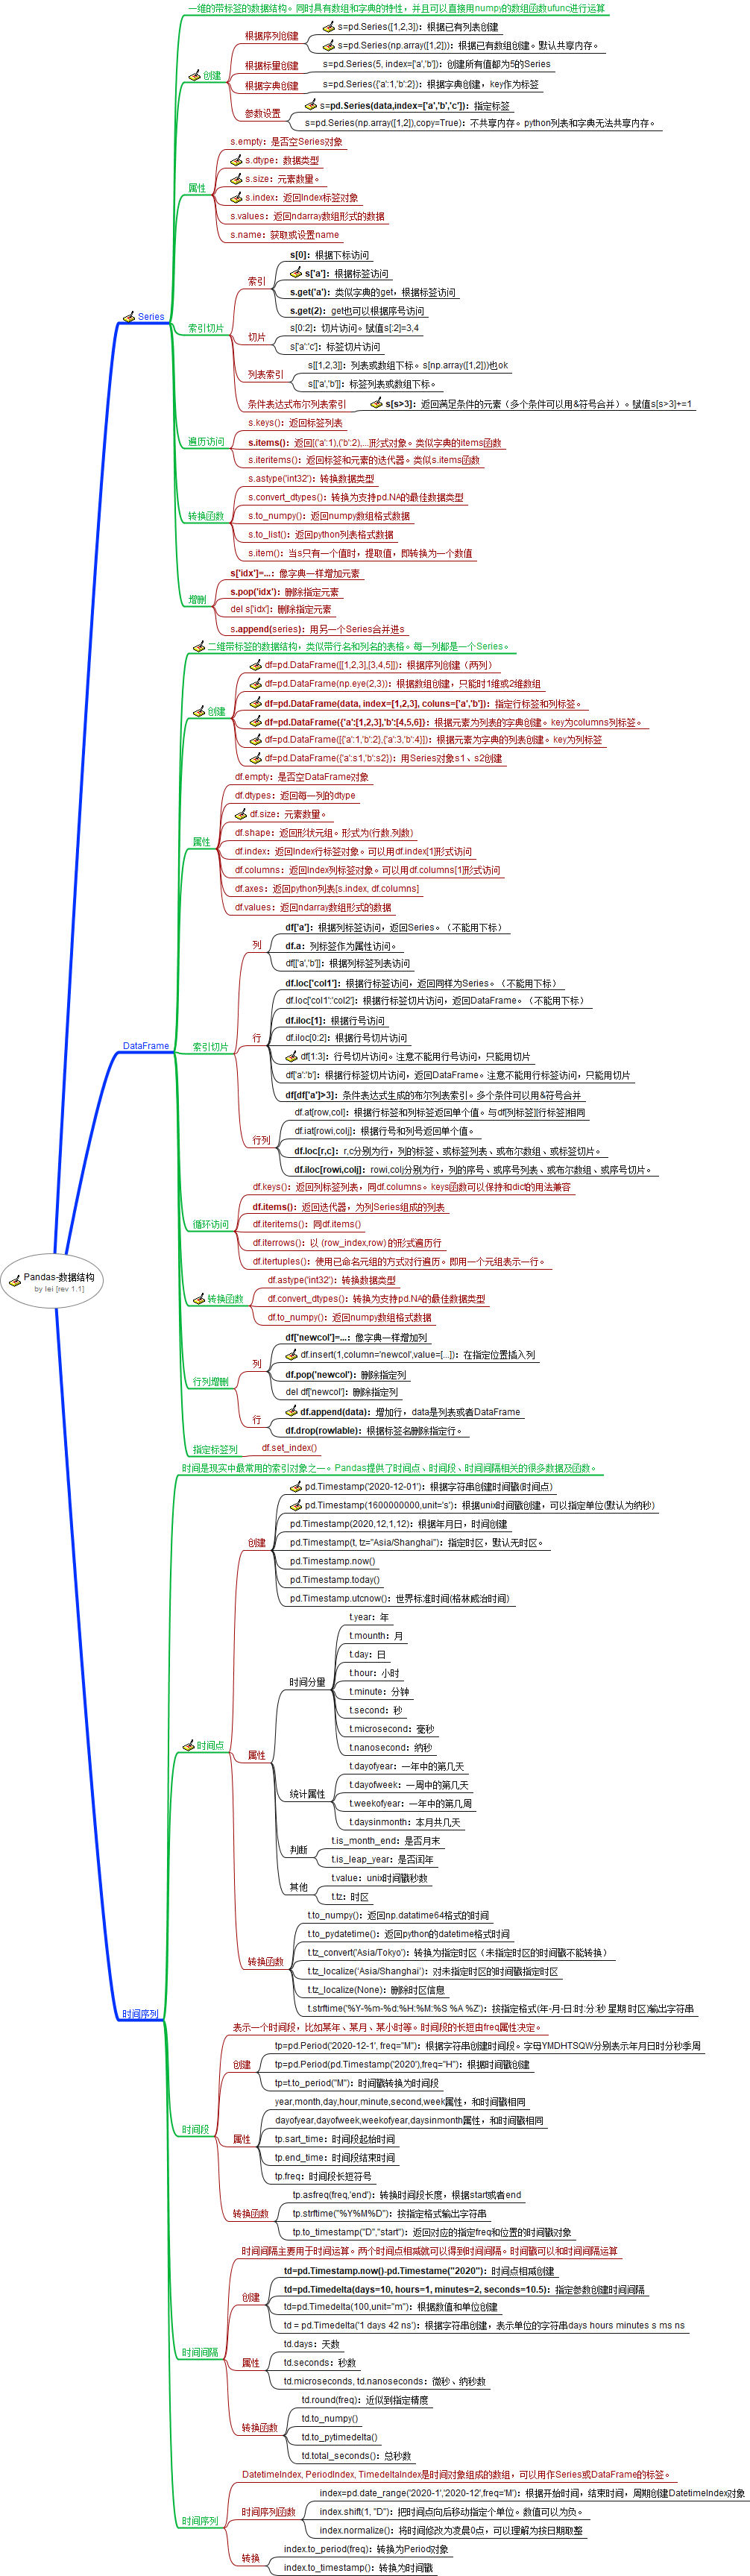 一维的带标签的数据结构。同时具有数组和字典的特性，并且可以直接用numpy的数组函数ufunc进行运算
s=pd.Series([1,2,3])：根据已有列表创建
根据序列创建
s=pd.Series(np.array([1,2]))：根据已有数组创建。默认共享内存。
根据标量创建
s=pd.Series(5, index=['a','b'])：创建所有值都为5的Series
创建
根据字典创建
s=pd.Series({'a':1,'b':2})：根据字典创建，key作为标签
s=pd.Series(data,index=['a','b','c'])：指定标签
参数设置
s=pd.Series(np.array([1,2]),copy=True)：不共享内存。python列表和字典无法共享内存。
s.empty：是否空Series对象
s.dtype：数据类型
s.size：元素数量。
属性
s.index：返回Index标签对象
s.values：返回ndarray数组形式的数据
s.name：获取或设置name
s[0]：根据下标访问
s['a']：根据标签访问
索引
s.get('a')：类似字典的get，根据标签访问
s.get(2)：get也可以根据序号访问
Series
索引切片
s[0:2]：切片访问。赋值s[:2]=3,4
切片
s['a':'c']：标签切片访问
s[[1,2,3]]：列表或数组下标。s[np.array([1,2]))也ok
列表索引
s[['a','b']]：标签列表或数组下标。
条件表达式布尔列表索引
s[s>3]：返回满足条件的元素（多个条件可以用&符号合并）。赋值s[s>3]+=1
s.keys()：返回标签列表
遍历访问
s.items()：返回[('a':1),('b':2),...]形式对象。类似字典的items函数
s.iteritems()：返回标签和元素的迭代器。类似s.items函数
s.astype('int32')：转换数据类型
s.convert_dtypes()：转换为支持pd.NA的最佳数据类型
转换函数
s.to_numpy()：返回numpy数组格式数据
s.to_list()：返回python列表格式数据
s.item()：当s只有一个值时，提取值，即转换为一个数值
s['idx']=...：像字典一样增加元素
s.pop('idx')：删除指定元素
增删
del s['idx']：删除指定元素
s.append(series)：用另一个Series合并进s
二维带标签的数据结构，类似带行名和列名的表格。每一列都是一个Series。
df=pd.DataFrame([[1,2,3],[3,4,5]])：根据序列创建（两列）
df=pd.DataFrame(np.eye(2,3))：根据数组创建，只能时1维或2维数组
创建
df=pd.DataFrame(data, index=[1,2,3], coluns=['a','b'])：指定行标签和列标签。
df=pd.DataFrame({'a':[1,2,3],'b':[4,5,6]}：根据元素为列表的字典创建。key为columns列标签。
df=pd.DataFrame([{'a':1,'b':2},{'a':3,'b':4}])：根据元素为字典的列表创建。key为列标签
df=pd.DataFrame({'a':s1,'b':s2})：用Series对象s1、s2创建
df.empty：是否空DataFrame对象
df.dtypes：返回每一列的dtype
df.size：元素数量。
df.shape：返回形状元组。形式为(行数,列数)
属性
df.index：返回Index行标签对象。可以用df.index[1]形式访问
df.columns：返回Index列标签对象。可以用df.columns[1]形式访问
df.axes：返回python列表[s.index, df.columns]
df.values：返回ndarray数组形式的数据
df['a']：根据列标签访问，返回Series。（不能用下标）
列
df.a：列标签作为属性访问。
df[['a','b']]：根据列标签列表访问
df.loc['col1']：根据行标签访问，返回同样为Series。（不能用下标）
df.loc['col1':'col2']：根据行标签切片访问，返回DataFrame。（不能用下标）
df.iloc[1]：根据行号访问
行
df.iloc[0:2]：根据行号切片访问
DataFrame
索引切片
df[1:3]：行号切片访问。注意不能用行号访问，只能用切片
df['a':'b']：根据行标签切片访问，返回DataFrame。注意不能用行标签访问，只能用切片
df[df['a']>3]：条件表达式生成的布尔列表索引。多个条件可以用&符号合并
df.at[row,col]：根据行标签和列标签返回单个值。与df[列标签][行标签]相同
df.iat[rowi,colj]：根据行号和列号返回单个值。
行列
df.loc[r,c]：r,c分别为行，列的标签、或标签列表、或布尔数组、或标签切片。
df.iloc[rowi,colj]：rowi,colj分别为行，列的序号、或序号列表、或布尔数组、或序号切片。
df.keys()：返回列标签列表，同df.columns。keys函数可以保持和dict的用法兼容
df.items()：返回迭代器，为列Series组成的列表
循环访问
df.iteritems()：同df.items()
df.iterrows()：以 (row_index,row) 的形式遍历行
df.itertuples()：使用已命名元组的方式对行遍历。即用一个元组表示一行。
df.astype('int32')：转换数据类型
转换函数
df.convert_dtypes()：转换为支持pd.NA的最佳数据类型
df.to_numpy()：返回numpy数组格式数据
Pandas-数据结构
by lei [rev 1.1]
df['newcol']=...：像字典一样增加列
df.insert(1,column='newcol',value=[...])：在指定位置插入列
列
df.pop('newcol')：删除指定列
行列增删
del df['newcol']：删除指定列
df.append(data)：增加行，data是列表或者DataFrame
行
df.drop(rowlable)：根据标签名删除指定行。
指定标签列
df.set_index()
时间是现实中最常用的索引对象之一。Pandas提供了时间点、时间段、时间间隔相关的很多数据及函数。
pd.Timestamp('2020-12-01')：根据字符串创建时间戳(时间点)
pd.Timestamp(1600000000,unit='s')：根据unix时间戳创建，可以指定单位(默认为纳秒)
pd.Timestamp(2020,12,1,12)：根据年月日，时间创建
创建
pd.Timestamp(t, tz="Asia/Shanghai")：指定时区，默认无时区。
pd.Timestamp.now()
pd.Timestamp.today()
pd.Timestamp.utcnow()：世界标准时间(格林威治时间)
t.year：年
t.mounth：月
t.day：日
t.hour：小时
时间分量
t.minute：分钟
t.second：秒
t.microsecond：毫秒
t.nanosecond：纳秒
时间点
属性
t.dayofyear：一年中的第几天
t.dayofweek：一周中的第几天
统计属性
t.weekofyear：一年中的第几周
t.daysinmonth：本月共几天
t.is_month_end：是否月末
判断
t.is_leap_year：是否闰年
t.value：unix时间戳秒数
其他
t.tz：时区
t.to_numpy()：返回np.datatime64格式的时间
t.to_pydatetime()：返回python的datetime格式时间
t.tz_convert('Asia/Tokyo')：转换为指定时区（未指定时区的时间戳不能转换）
转换函数
t.tz_localize('Asia/Shanghai')：对未指定时区的时间戳指定时区
t.tz_localize(None)：删除时区信息
t.strftime('%Y-%m-%d:%H:%M:%S %A %Z')：按指定格式(年-月-日 时:分:秒 星期 时区)输出字符串
时间序列
表示一个时间段，比如某年、某月、某小时等。时间段的长短由freq属性决定。
tp=pd.Period('2020-12-1', freq="M")：根据字符串创建时间段。字母YMDHTSQW分别表示年月日时分秒季周
创建
tp=pd.Period(pd.Timestamp('2020'),freq="H")：根据时间戳创建
tp=t.to_period("M")：时间戳转换为时间段
year,month,day,hour,minute,second,week属性，和时间戳相同
dayofyear,dayofweek,weekofyear,daysinmonth属性，和时间戳相同
时间段
属性
tp.sart_time：时间段起始时间
tp.end_time：时间段结束时间
tp.freq：时间段长短符号
tp.asfreq(freq,'end')：转换时间段长度，根据start或者end
转换函数
tp.strftime("%Y%M%D")：按指定格式输出字符串
tp.to_timestamp("D","start")：返回对应的指定freq和位置的时间戳对象
时间间隔主要用于时间运算。两个时间点相减就可以得到时间间隔。时间戳可以和时间间隔运算
td=pd.Timestamp.now()-pd.Timestame("2020")：时间点相减创建
td=pd.Timedelta(days=10, hours=1, minutes=2, seconds=10.5)：指定参数创建时间间隔
创建
td=pd.Timedelta(100,unit="m")：根据数值和单位创建
td = pd.Timedelta('1 days 42 ns')：根据字符串创建，表示单位的字符串days hours minutes s ms ns
时间间隔
td.days：天数
属性
td.seconds：秒数
td.microseconds, td.nanoseconds：微秒、纳秒数
td.round(freq)：近似到指定精度
td.to_numpy()
转换函数
td.to_pytimedelta()
td.total_seconds()：总秒数
DatetimeIndex, PeriodIndex, TimedeltaIndex是时间对象组成的数组，可以用作Series或DataFrame的标签。
index=pd.date_range('2020-1','2020-12',freq='M')：根据开始时间，结束时间，周期创建DatetimeIndex对象
时间序列函数
index.shift(1, "D")：把时间点向后移动指定个单位。数值可以为负。
时间序列
index.normalize()：将时间修改为凌晨0点，可以理解为按日期取整
index.to_period(freq)：转换为Period对象
转换
index.to_timestamp()：转换为时间戳